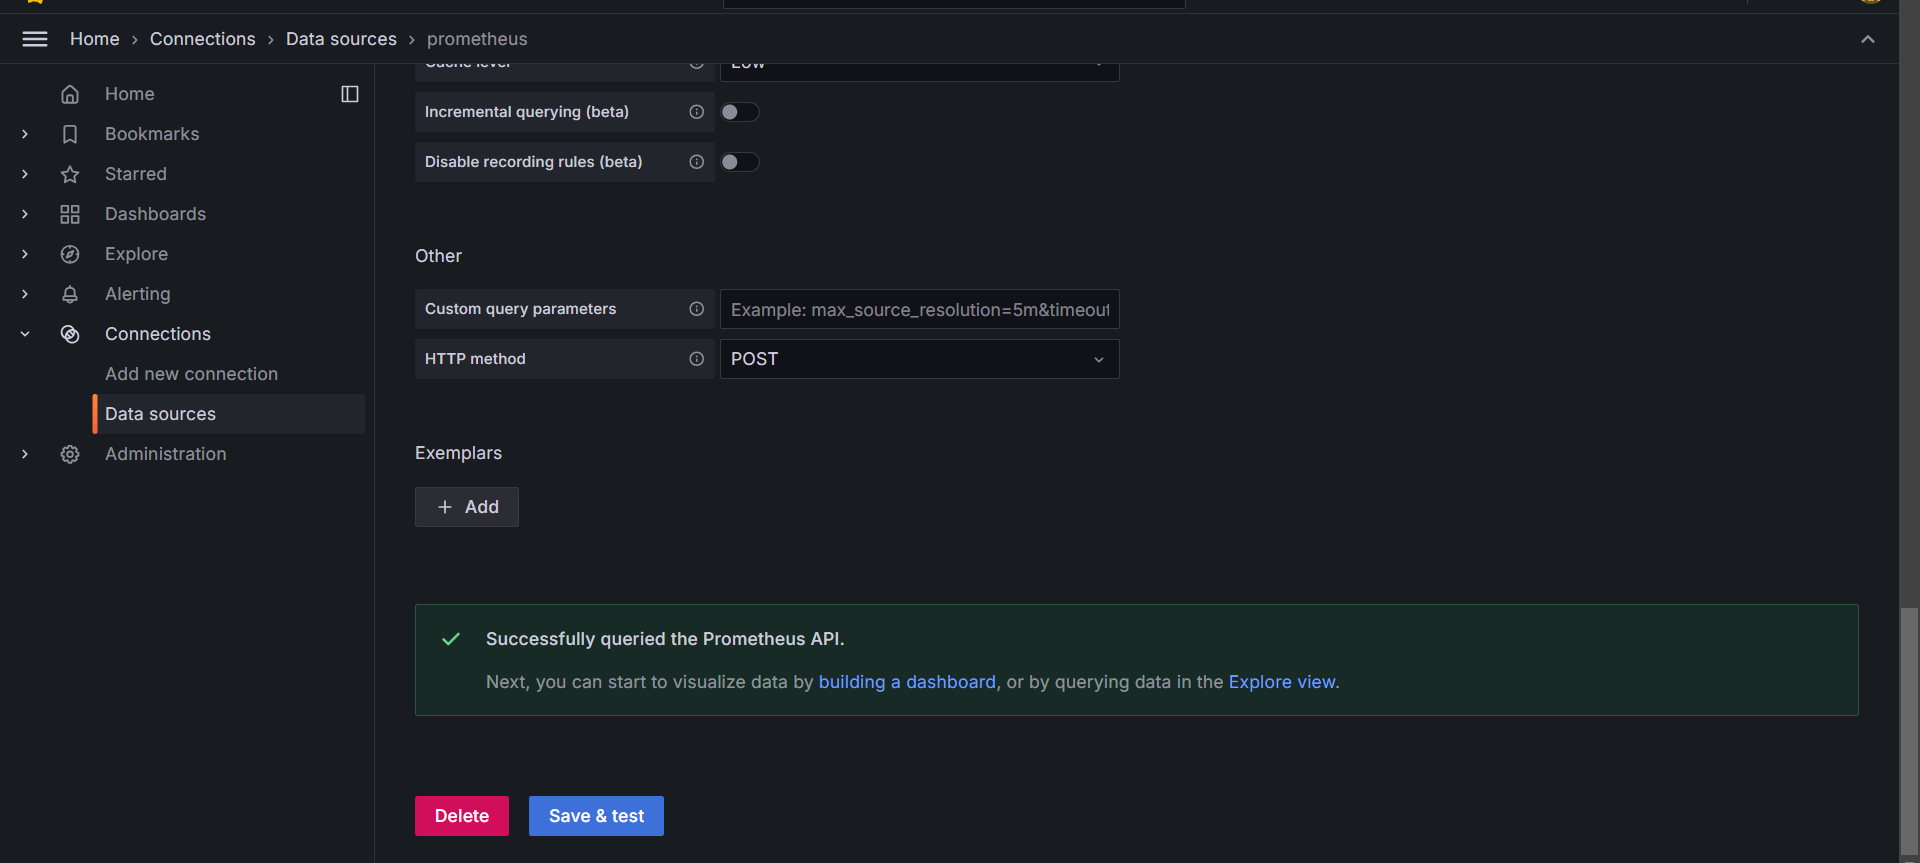 Home › Connections › Data sources › prometheus
Home
Bookmarks
Starred
Dashboards
Explore
Alerting
Connections
Add new connection
Data sources
Administration
Cache level Low
Incremental querying (beta)
Disable recording rules (beta)
Other
Custom query parameters Example: max_source_resolution=5m&timeout
HTTP method POST
Exemplars
+ Add
Successfully queried the Prometheus API.
Next, you can start to visualize data by building a dashboard, or by querying data in the Explore view.
Delete Save & test